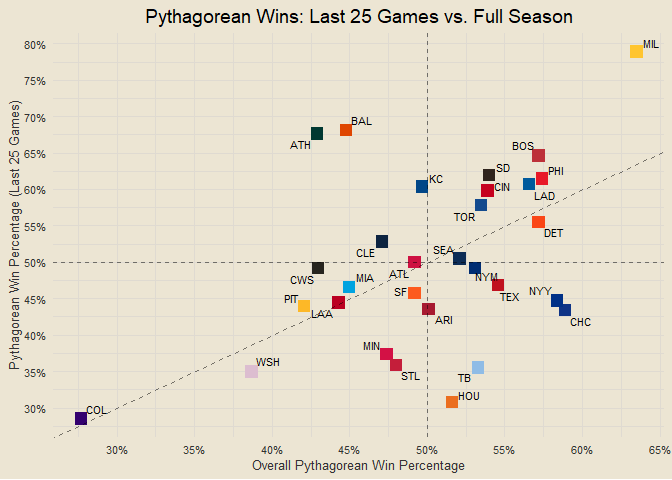 Pythagorean Wins: Last 25 Games vs. Full Season
Pythagorean Win Percentage (Last 25 Games)
80%
75%
70%
65%
60%
55%
50%
45%
40%
35%
30%
MIL
BAL
ATH
BOS
SD
PHI
KC
CIN
LAD
TOR
DET
CLE
SEA
ATL
NYM
CWS
MIA
SF
TEX
NYY
PIT
LAA
ARI
CHC
MIN
WSH
STL
TB
HOU
COL
30%
35%
40%
45%
50%
55%
60%
65%
Overall Pythagorean Win Percentage